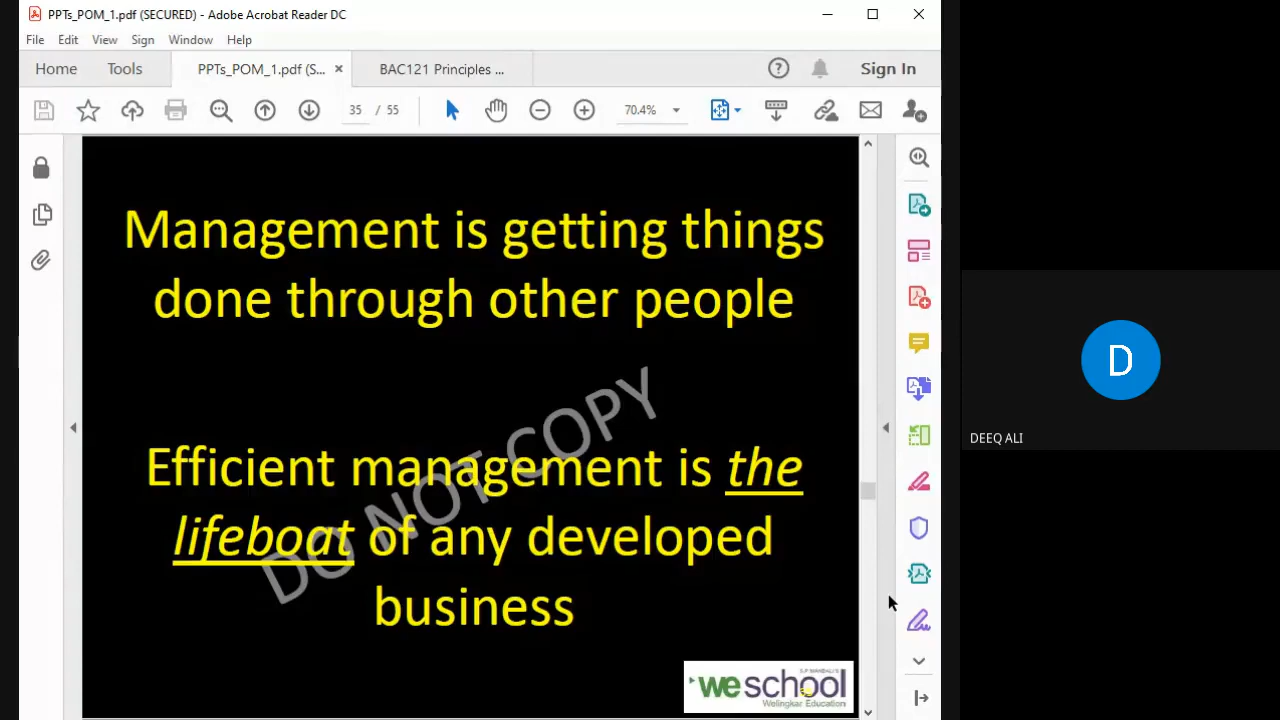 PPTs_POM_1.pdf (SECURED) - Adobe Acrobat Reader DC
File Edit View Sign Window Help
Home Tools PPTs_POM_1.pdf (S... × BAC121 Principles ... Sign In
35 / 55 70.4%
Management is getting things
done through other people
DO NOT COPY
Efficient management is the
lifeboat of any developed
business
weschool
Welingkar Education
D
DEEQ ALI